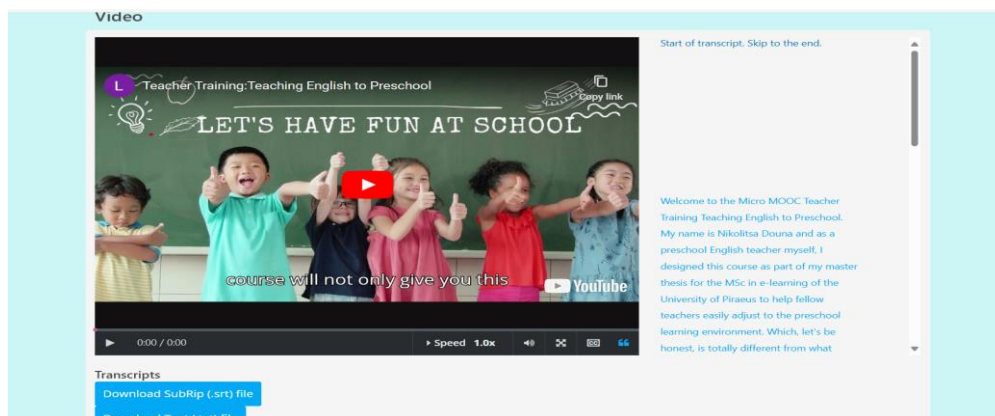 Video
L
Teacher Training:Teaching English to Preschool
Copy link
LET'S HAVE FUN AT SCHOOL
course will not only give you this
YouTube
0:00 / 0:00
Speed 1.0x
Start of transcript. Skip to the end.
Welcome to the Micro MOOC Teacher
Training Teaching English to Preschool.
My name is Nikolitsa Douna and as a
preschool English teacher myself, I
designed this course as part of my master
thesis for the MSc in e-learning of the
University of Piraeus to help fellow
teachers easily adjust to the preschool
learning environment. Which, let's be
honest, is totally different from what
Transcripts
Download SubRip (.srt) file